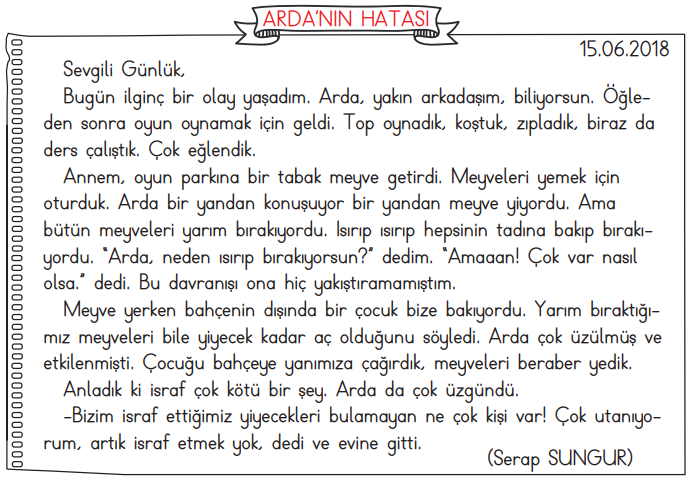 ARDA'NIN HATASI
15.06.2018
Sevgili Günlük,
Bugün ilginç bir olay yaşadım. Arda, yakın arkadaşım, biliyorsun. Öğle-
den sonra oyun oynamak için geldi. Top oynadık, koştuk, zıpladık, biraz da
ders çalıştık. Çok eğlendik.
Annem, oyun parkına bir tabak meyve getirdi. Meyveleri yemek için
oturduk. Arda bir yandan konuşuyor bir yandan meyve yiyordu. Ama
bütün meyveleri yarım bırakıyordu. Isırıp ısırıp hepsinin tadına bakıp bırakı-
yordu. “Arda, neden ısırıp bırakıyorsun?” dedim. “Amaaan! Çok var nasıl
olsa.” dedi. Bu davranışı ona hiç yakıştıramamıştım.
Meyve yerken bahçenin dışında bir çocuk bize bakıyordu. Yarım bıraktığı-
mız meyveleri bile yiyecek kadar aç olduğunu söyledi. Arda çok üzülmüş ve
etkilenmişti. Çocuğu bahçeye yanımıza çağırdık, meyveleri beraber yedik.
Anladık ki israf çok kötü bir şey. Arda da çok üzgündü.
-Bizim israf ettiğimiz yiyecekleri bulamayan ne çok kişi var! Çok utanıyo-
rum, artık israf etmek yok, dedi ve evine gitti.
(Serap SUNGUR)